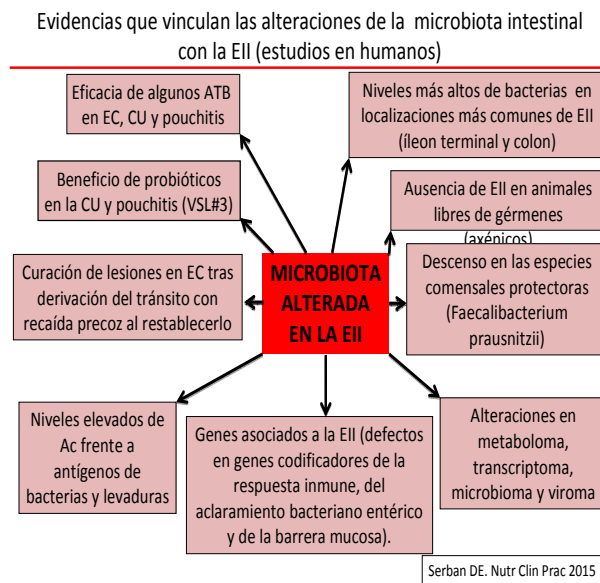 Evidencias que vinculan las alteraciones de la microbiota intestinal
con la EII (estudios en humanos)
Eficacia de algunos ATB
en EC, CU y pouchitis
Niveles más altos de bacterias en
localizaciones más comunes de EII
(íleon terminal y colon)
Beneficio de probióticos
en la CU y pouchitis (VSL#3)
Ausencia de EII en animales
libres de gérmenes
(axénicos)
Curación de lesiones en EC tras
derivación del tránsito con
recaída precoz al restablecerlo
MICROBIOTA
ALTERADA
EN LA EII
Descenso en las especies
comensales protectoras
(Faecalibacterium
prausnitzii)
Niveles elevados de
Ac frente a
antígenos de
bacterias y levaduras
Genes asociados a la EII (defectos
en genes codificadores de la
respuesta inmune, del
aclaramiento bacteriano entérico
y de la barrera mucosa).
Alteraciones en
metaboloma,
transcriptoma,
microbioma y viroma
Serban DE. Nutr Clin Prac 2015